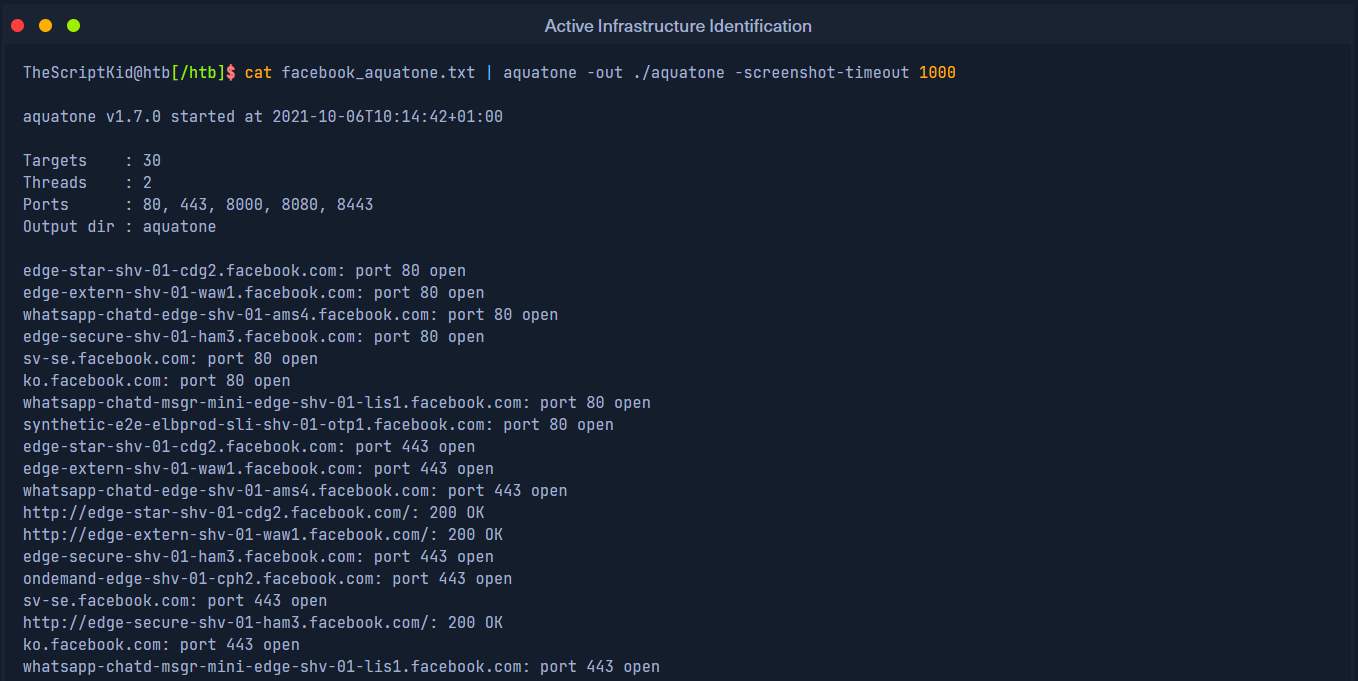 Active Infrastructure Identification
TheScriptKid@htb[/htb]$ cat facebook_aquatone.txt | aquatone -out ./aquatone -screenshot-timeout 1000
aquatone v1.7.0 started at 2021-10-06T10:14:42+01:00
Targets    : 30
Threads    : 2
Ports      : 80, 443, 8000, 8080, 8443
Output dir : aquatone
edge-star-shv-01-cdg2.facebook.com: port 80 open
edge-extern-shv-01-waw1.facebook.com: port 80 open
whatsapp-chatd-edge-shv-01-ams4.facebook.com: port 80 open
edge-secure-shv-01-ham3.facebook.com: port 80 open
sv-se.facebook.com: port 80 open
ko.facebook.com: port 80 open
whatsapp-chatd-msgr-mini-edge-shv-01-lis1.facebook.com: port 80 open
synthetic-e2e-elbprod-sli-shv-01-otp1.facebook.com: port 80 open
edge-star-shv-01-cdg2.facebook.com: port 443 open
edge-extern-shv-01-waw1.facebook.com: port 443 open
whatsapp-chatd-edge-shv-01-ams4.facebook.com: port 443 open
http://edge-star-shv-01-cdg2.facebook.com/: 200 OK
http://edge-extern-shv-01-waw1.facebook.com/: 200 OK
edge-secure-shv-01-ham3.facebook.com: port 443 open
ondemand-edge-shv-01-cph2.facebook.com: port 443 open
sv-se.facebook.com: port 443 open
http://edge-secure-shv-01-ham3.facebook.com/: 200 OK
ko.facebook.com: port 443 open
whatsapp-chatd-msgr-mini-edge-shv-01-lis1.facebook.com: port 443 open